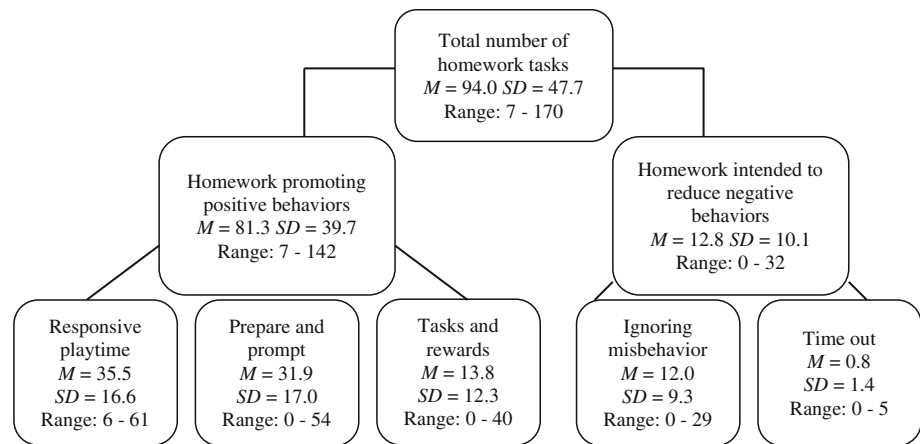 Total number of
homework tasks
M = 94.0 SD = 47.7
Range: 7 - 170
Homework promoting
positive behaviors
M = 81.3 SD = 39.7
Range: 7 - 142
Homework intended to
reduce negative
behaviors
M = 12.8 SD = 10.1
Range: 0 - 32
Responsive
playtime
M = 35.5
SD = 16.6
Range: 6 - 61
Prepare and
prompt
M = 31.9
SD = 17.0
Range: 0 - 54
Tasks and
rewards
M = 13.8
SD = 12.3
Range: 0 - 40
Ignoring
misbehavior
M = 12.0
SD = 9.3
Range: 0 - 29
Time out
M = 0.8
SD = 1.4
Range: 0 - 5